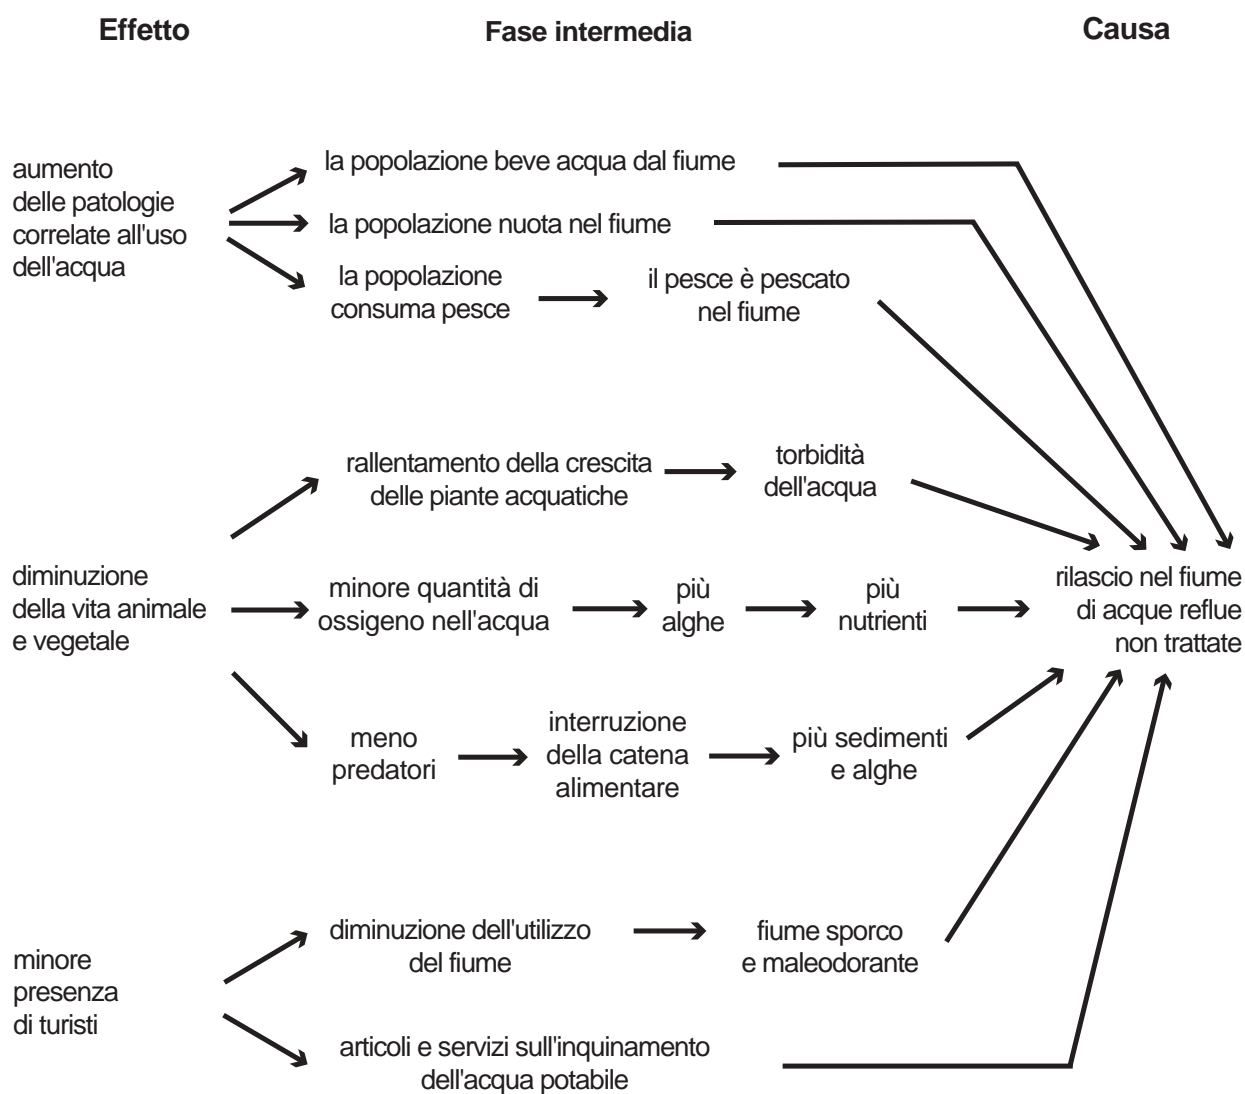 Effetto
Fase intermedia
Causa
aumento
delle patologie
correlate all'uso
dell'acqua
la popolazione beve acqua dal fiume
la popolazione nuota nel fiume
la popolazione
consuma pesce
il pesce è pescato
nel fiume
diminuzione
della vita animale
e vegetale
rallentamento della crescita
delle piante acquatiche
torbidità
dell'acqua
minore quantità di
ossigeno nell'acqua
più
alghe
più
nutrienti
meno
predatori
interruzione
della catena
alimentare
più sedimenti
e alghe
rilascio nel fiume
di acque reflue
non trattate
minore
presenza
di turisti
diminuzione dell'utilizzo
del fiume
fiume sporco
e maleodorante
articoli e servizi sull'inquinamento
dell'acqua potabile